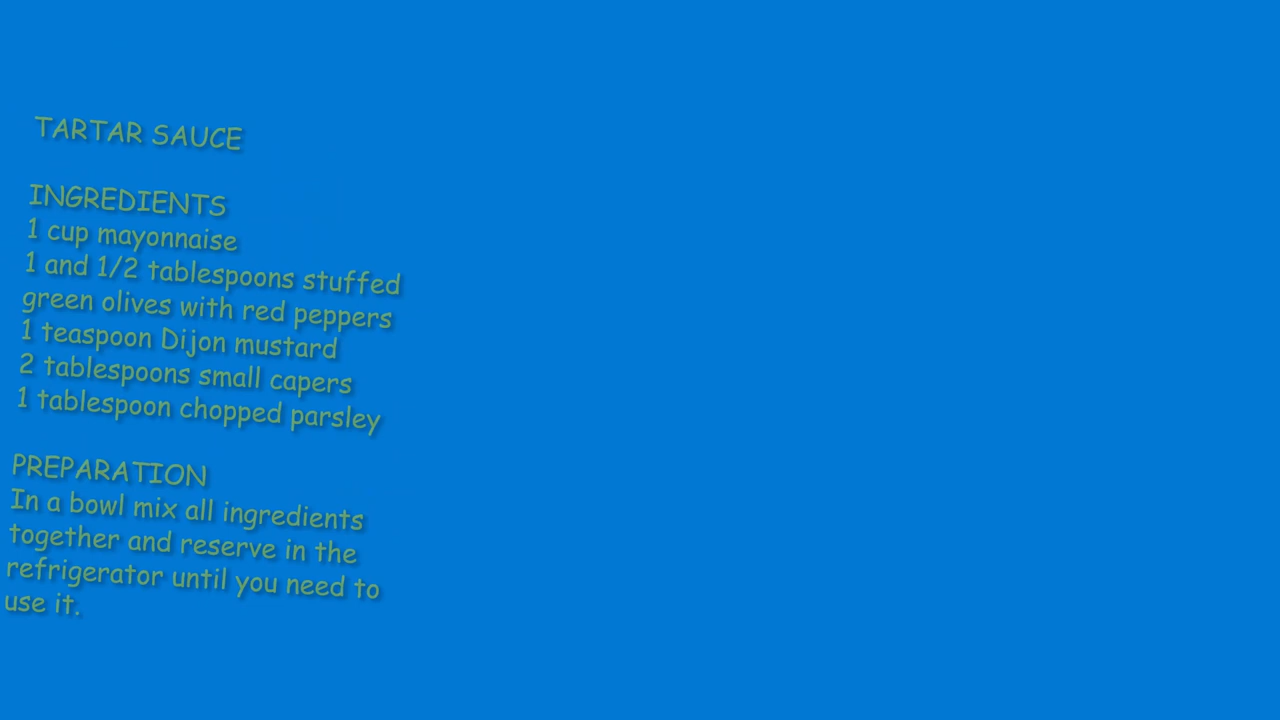 TARTAR SAUCE
INGREDIENTS
1 cup mayonnaise
1 and 1/2 tablespoons stuffed
green olives with red peppers
1 teaspoon Dijon mustard
2 tablespoons small capers
1 tablespoon chopped parsley
PREPARATION
In a bowl mix all ingredients
together and reserve in the
refrigerator until you need to
use it.